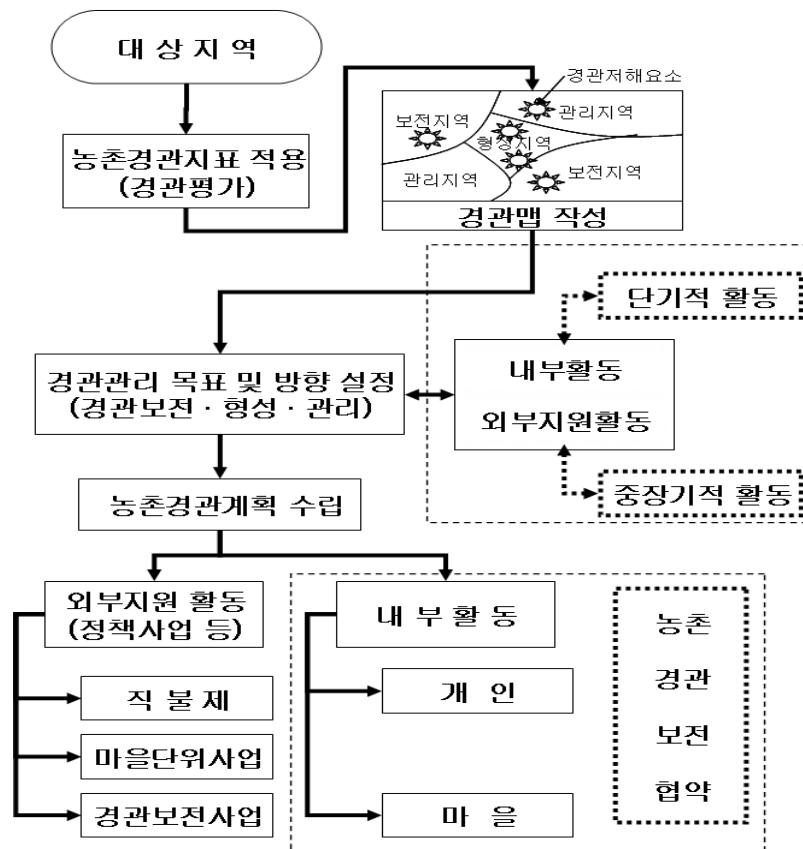 대 상 지 역
농촌경관지표 적용
(경관평가)
경관저해요소
보전지역
관리지역
형성지역
관리지역
보전지역
경관맵 작성
단기적 활동
내부활동
외부지원활동
중장기적 활동
경관관리 목표 및 방향 설정
(경관보전 · 형성 · 관리)
농촌경관계획 수립
외부지원 활동
(정책사업 등)
직 불 제
마을단위사업
경관보전사업
내 부 활 동
개 인
마 을
농촌
경관
보전
협약